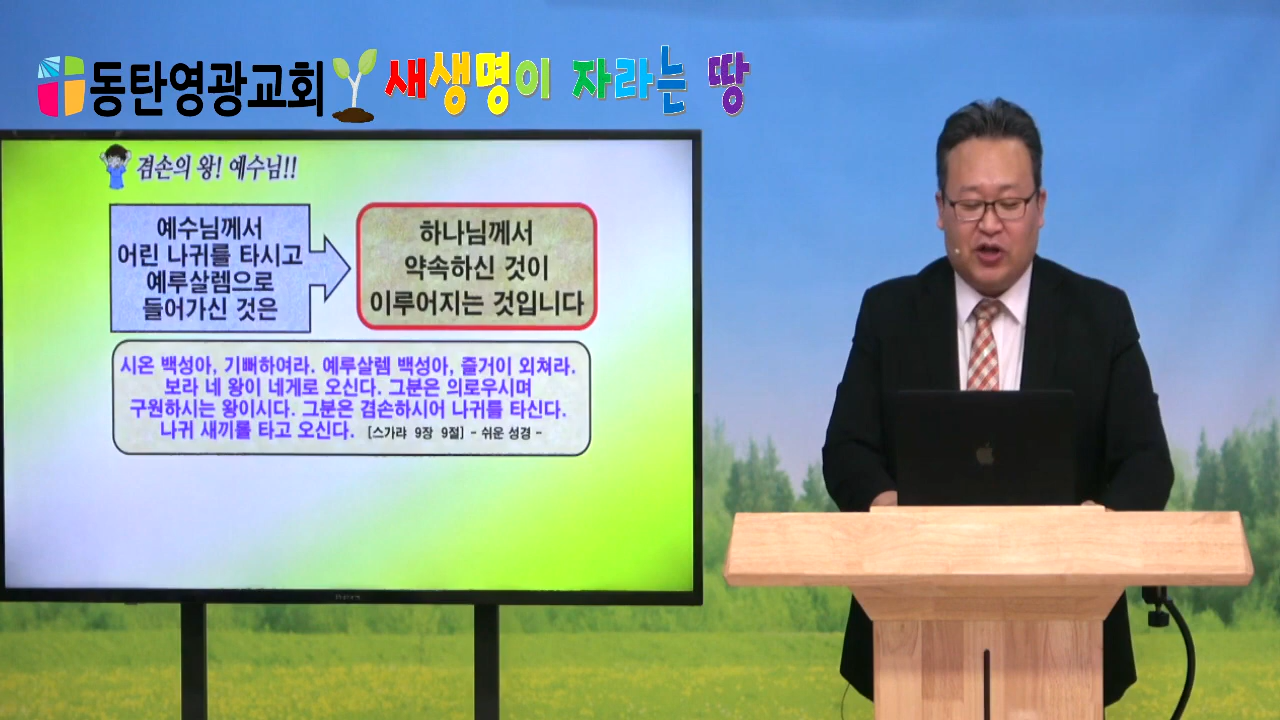 동탄영광교회 새생명이 자라는 땅
겸손의 왕! 예수님!!
예수님께서
어린 나귀를 타시고
예루살렘으로
들어가신 것은
하나님께서
약속하신 것이
이루어지는 것입니다
시온 백성아, 기뻐하여라. 예루살렘 백성아, 즐거이 외쳐라.
보라 네 왕이 네게로 오신다. 그분은 의로우시며
구원하시는 왕이시다. 그분은 겸손하시어 나귀를 타신다.
나귀 새끼를 타고 오신다. [스가랴 9장 9절] - 쉬운 성경 -